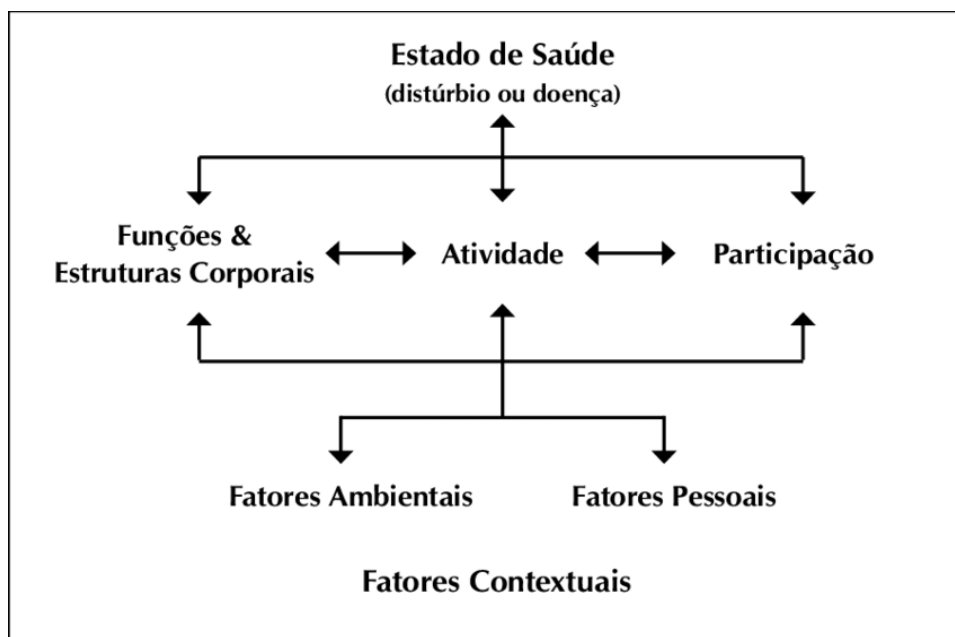 Estado de Saúde
(distúrbio ou doença)
Funções &
Estruturas Corporais
Atividade
Participação
Fatores Ambientais
Fatores Pessoais
Fatores Contextuais